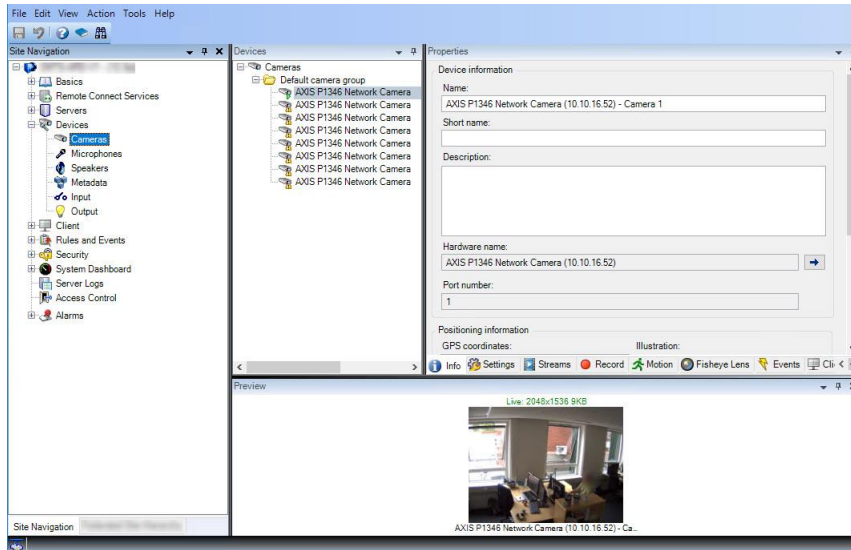 File Edit View Action Tools Help
Site Navigation
Basics
Remote Connect Services
Servers
Devices
Cameras
Microphones
Speakers
Metadata
Input
Output
Client
Rules and Events
Security
System Dashboard
Server Logs
Access Control
Alarms
Site Navigation
Devices
Cameras
Default camera group
AXIS P1346 Network Camera
AXIS P1346 Network Camera
AXIS P1346 Network Camera
AXIS P1346 Network Camera
AXIS P1346 Network Camera
AXIS P1346 Network Camera
AXIS P1346 Network Camera
AXIS P1346 Network Camera
Properties
Device information
Name:
AXIS P1346 Network Camera (10.10.16.52) - Camera 1
Short name:
Description:
Hardware name:
AXIS P1346 Network Camera (10.10.16.52)
Port number:
1
Positioning information
GPS coordinates: Illustration:
Info Settings Streams Record Motion Fisheye Lens Events Cli
Preview
Live: 2048x1536 9KB
AXIS P1346 Network Camera (10.10.16.52) - Ca...